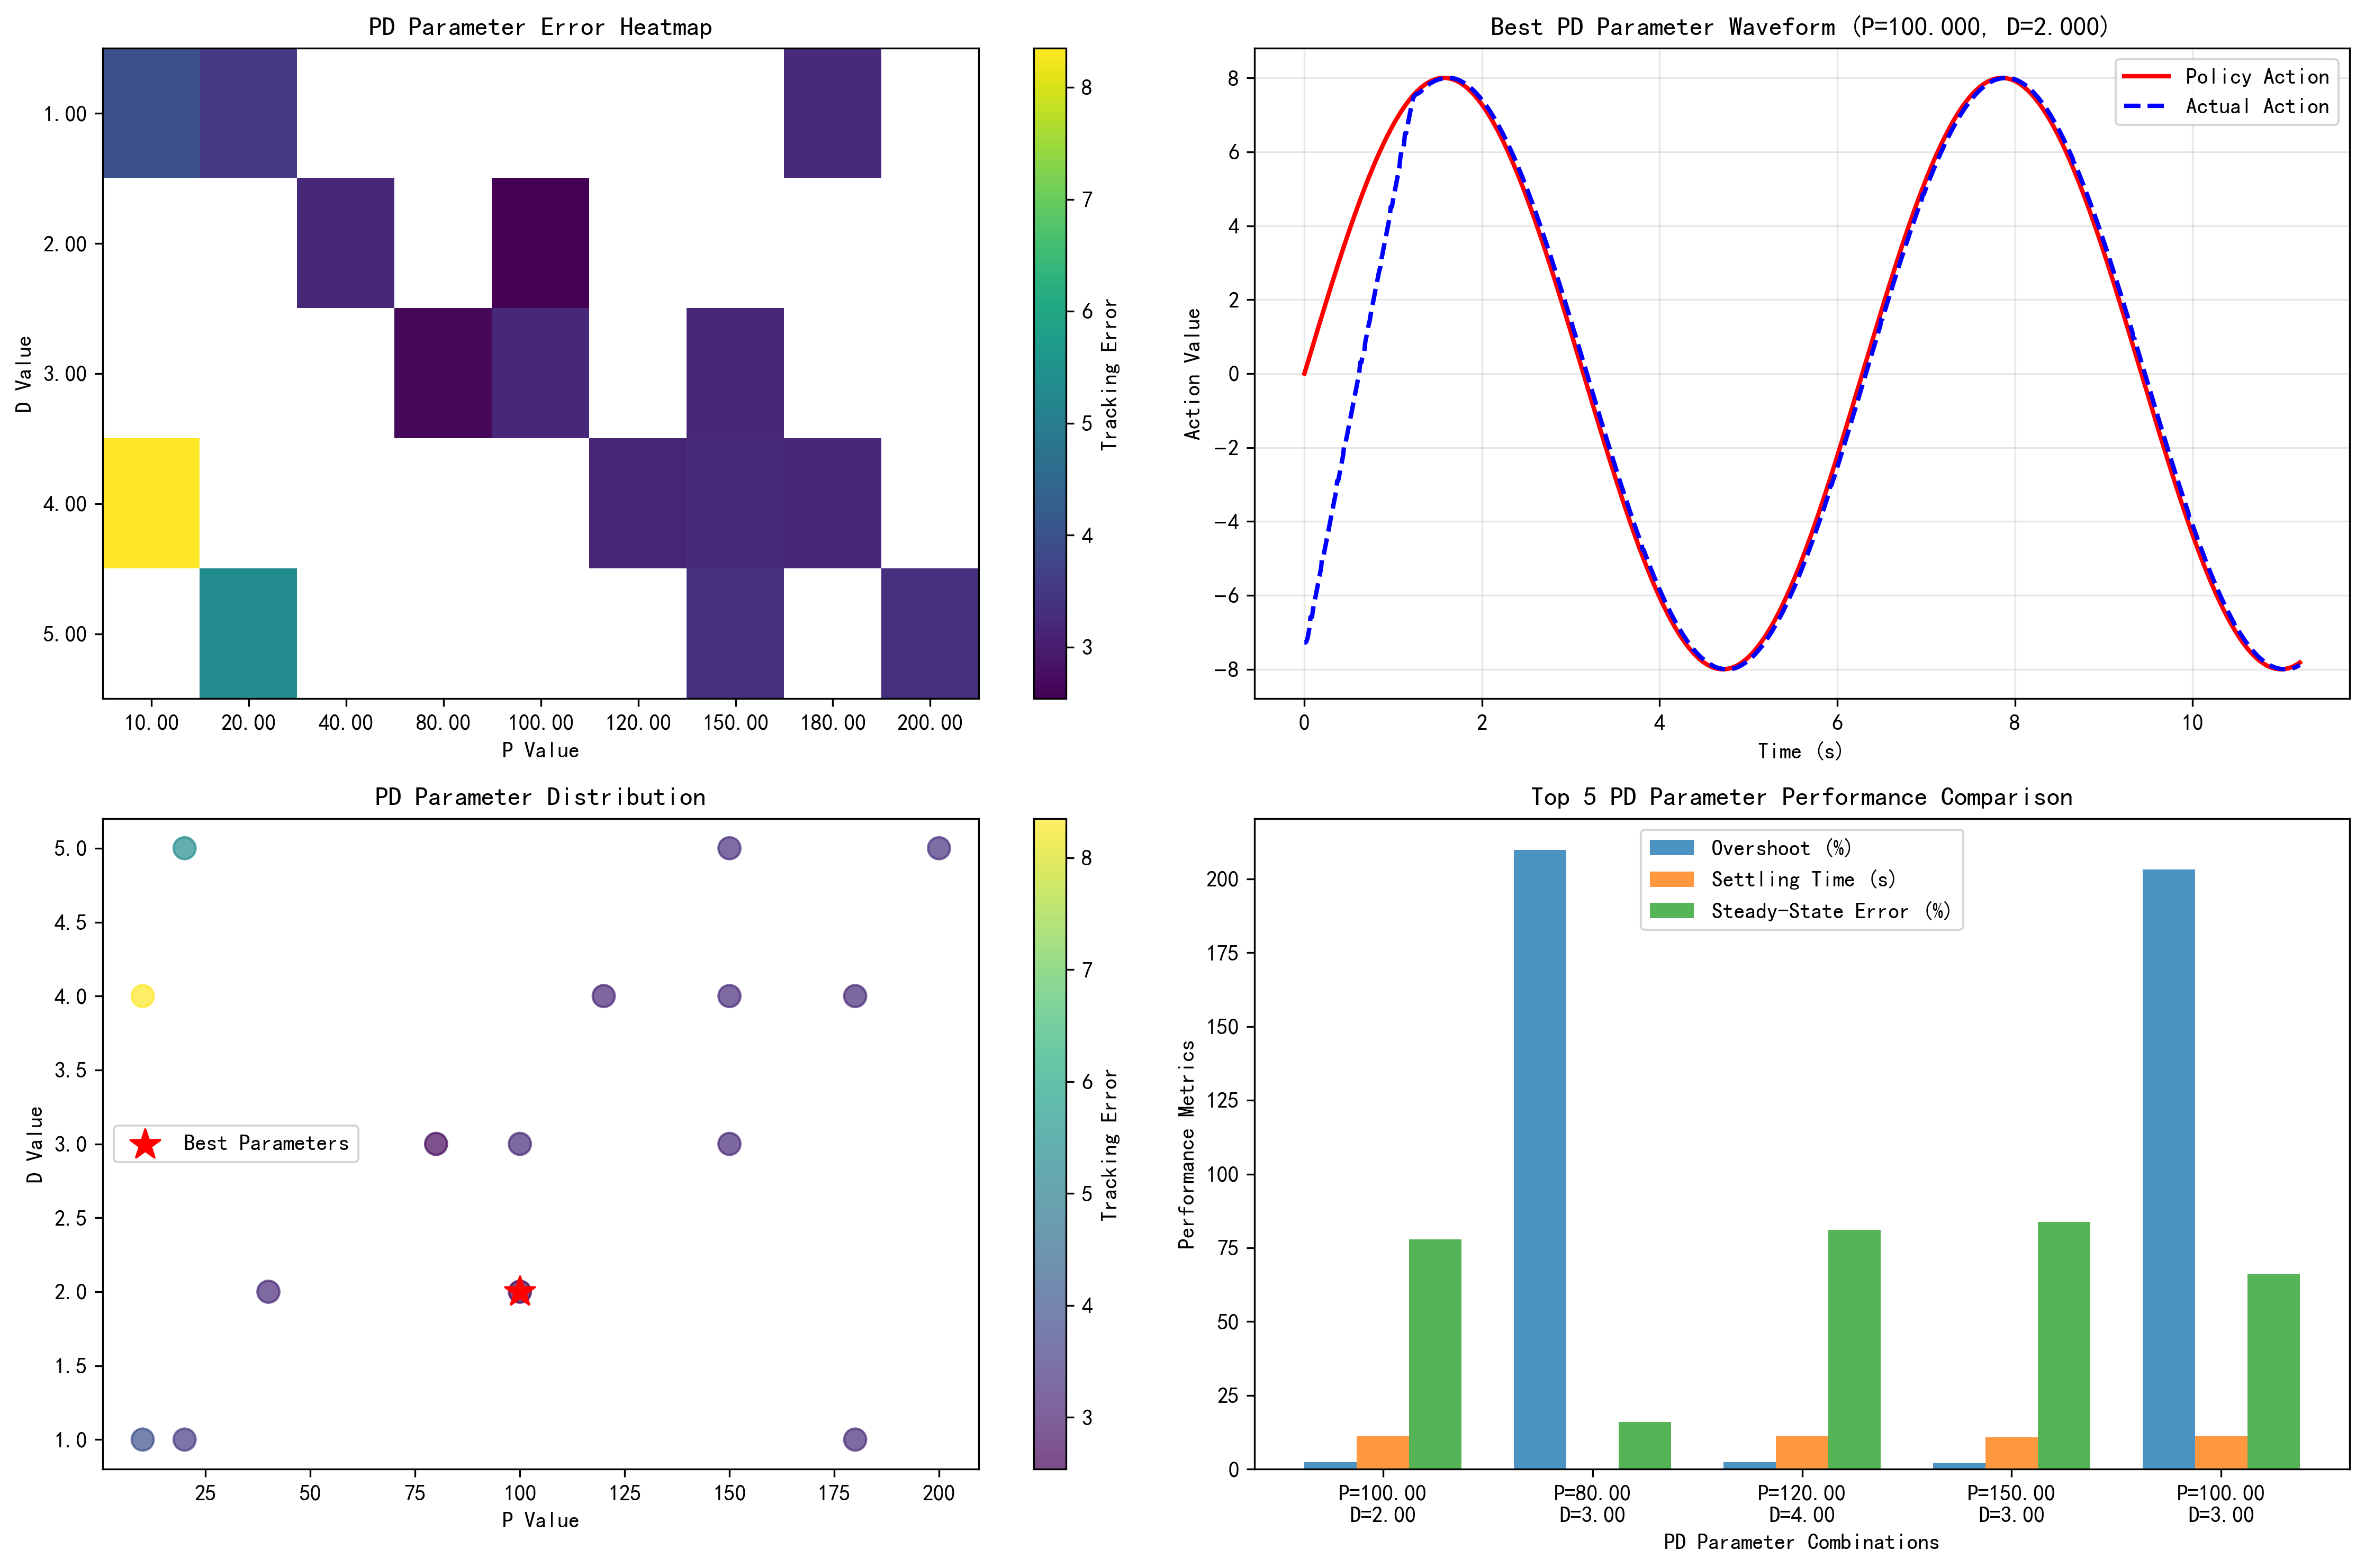 PD Parameter Error Heatmap
D Value
1.00
2.00
3.00
4.00
5.00
10.00 20.00 40.00 80.00 100.00 120.00 150.00 180.00 200.00
P Value
8
7
6
5
4
3
Tracking Error
Best PD Parameter Waveform (P=100.000, D=2.000)
Policy Action
Actual Action
Action Value
8
6
4
2
0
−2
−4
−6
−8
0 2 4 6 8 10
Time (s)
PD Parameter Distribution
D Value
5.0
4.5
4.0
3.5
3.0
2.5
2.0
1.5
1.0
Best Parameters
25 50 75 100 125 150 175 200
P Value
8
7
6
5
4
3
Tracking Error
Top 5 PD Parameter Performance Comparison
Overshoot (%)
Settling Time (s)
Steady-State Error (%)
Performance Metrics
200
175
150
125
100
75
50
25
0
P=100.00 P=80.00 P=120.00 P=150.00 P=100.00
D=2.00 D=3.00 D=4.00 D=3.00 D=3.00
PD Parameter Combinations